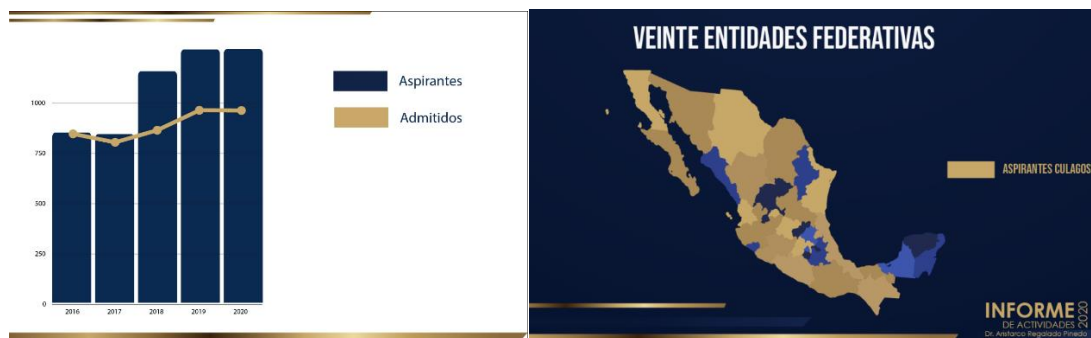 1000
750
500
250
0
2016 2017 2018 2019 2020
Aspirantes
Admitidos
VEINTE ENTIDADES FEDERATIVAS
ASPIRANTES CULAGOS
INFORME 2020
DE ACTIVIDADES
Dr. Aristarco Regalado Pinedo